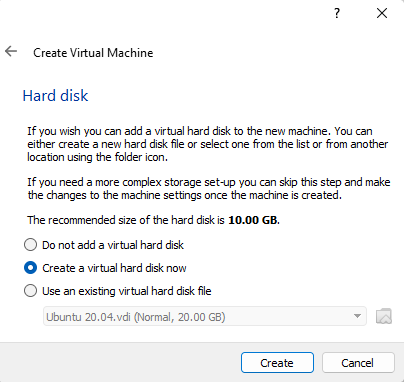 ?
Create Virtual Machine
Hard disk
If you wish you can add a virtual hard disk to the new machine. You can
either create a new hard disk file or select one from the list or from another
location using the folder icon.
If you need a more complex storage set-up you can skip this step and make
the changes to the machine settings once the machine is created.
The recommended size of the hard disk is 10.00 GB.
Do not add a virtual hard disk
Create a virtual hard disk now
Use an existing virtual hard disk file
Ubuntu 20.04.vdi (Normal, 20.00 GB)
Create
Cancel